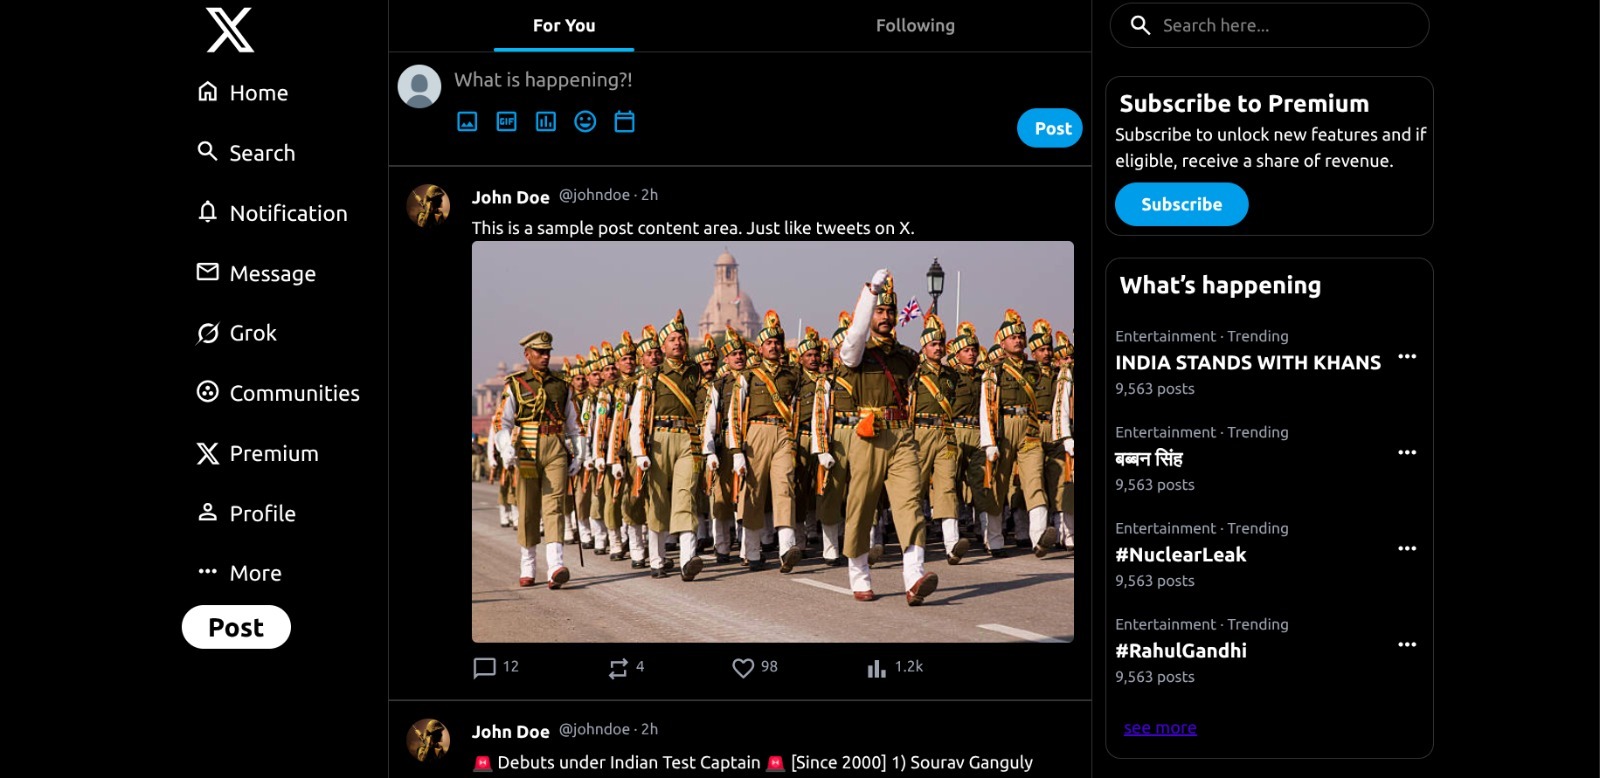 Home
Search
Notification
Message
Grok
Communities
Premium
Profile
More
Post
For You
Following
What is happening?!
GIF
Post
John Doe @johndoe · 2h
This is a sample post content area. Just like tweets on X.
12
4
98
1.2k
John Doe @johndoe · 2h
🚨 Debuts under Indian Test Captain 🚨 [Since 2000] 1) Sourav Ganguly
Search here...
Subscribe to Premium
Subscribe to unlock new features and if
eligible, receive a share of revenue.
Subscribe
What’s happening
Entertainment · Trending
INDIA STANDS WITH KHANS
9,563 posts
Entertainment · Trending
बब्बन सिंह
9,563 posts
Entertainment · Trending
#NuclearLeak
9,563 posts
Entertainment · Trending
#RahulGandhi
9,563 posts
see more